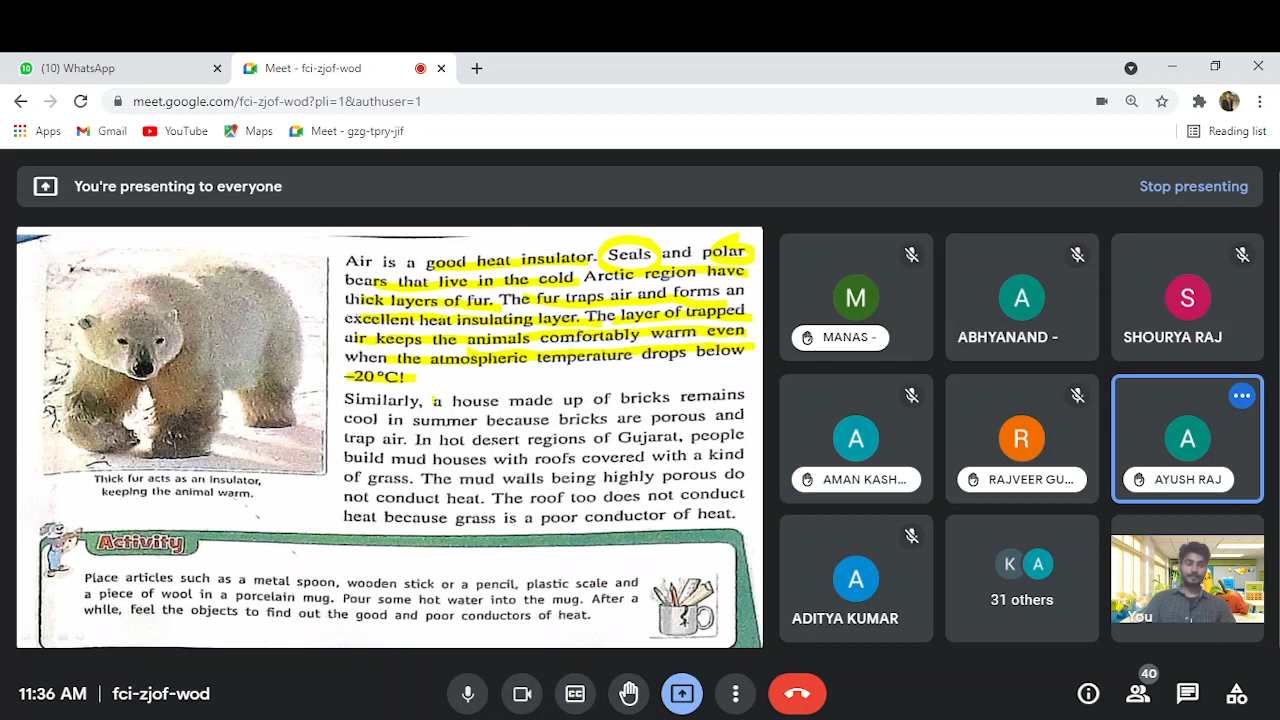 (10) WhatsApp
Meet - fci-zjof-wod
meet.google.com/fci-zjof-wod?pli=1&authuser=1
Apps
Gmail
YouTube
Maps
Meet - gzg-tpry-jif
Reading list
You're presenting to everyone
Stop presenting
Air is a good heat insulator. Seals and polar
bears that live in the cold Arctic region have
thick layers of fur. The fur traps air and forms an
excellent heat insulating layer. The layer of trapped
air keeps the animals comfortably warm even
when the atmospheric temperature drops below
–20 °C!
Similarly, a house made up of bricks remains
cool in summer because bricks are porous and
trap air. In hot desert regions of Gujarat, people
build mud houses with roofs covered with a kind
of grass. The mud walls being highly porous do
not conduct heat. The roof too does not conduct
heat because grass is a poor conductor of heat.
Thick fur acts as an insulator,
keeping the animal warm.
Activity
Place articles such as a metal spoon, wooden stick or a pencil, plastic scale and
a piece of wool in a porcelain mug. Pour some hot water into the mug. After a
while, feel the objects to find out the good and poor conductors of heat.
M
MANAS -
A
ABHYANAND -
S
SHOURYA RAJ
A
AMAN KASH...
R
RAJVEER GU...
A
AYUSH RAJ
A
ADITYA KUMAR
K A
31 others
You
11:36 AM | fci-zjof-wod
CC
40